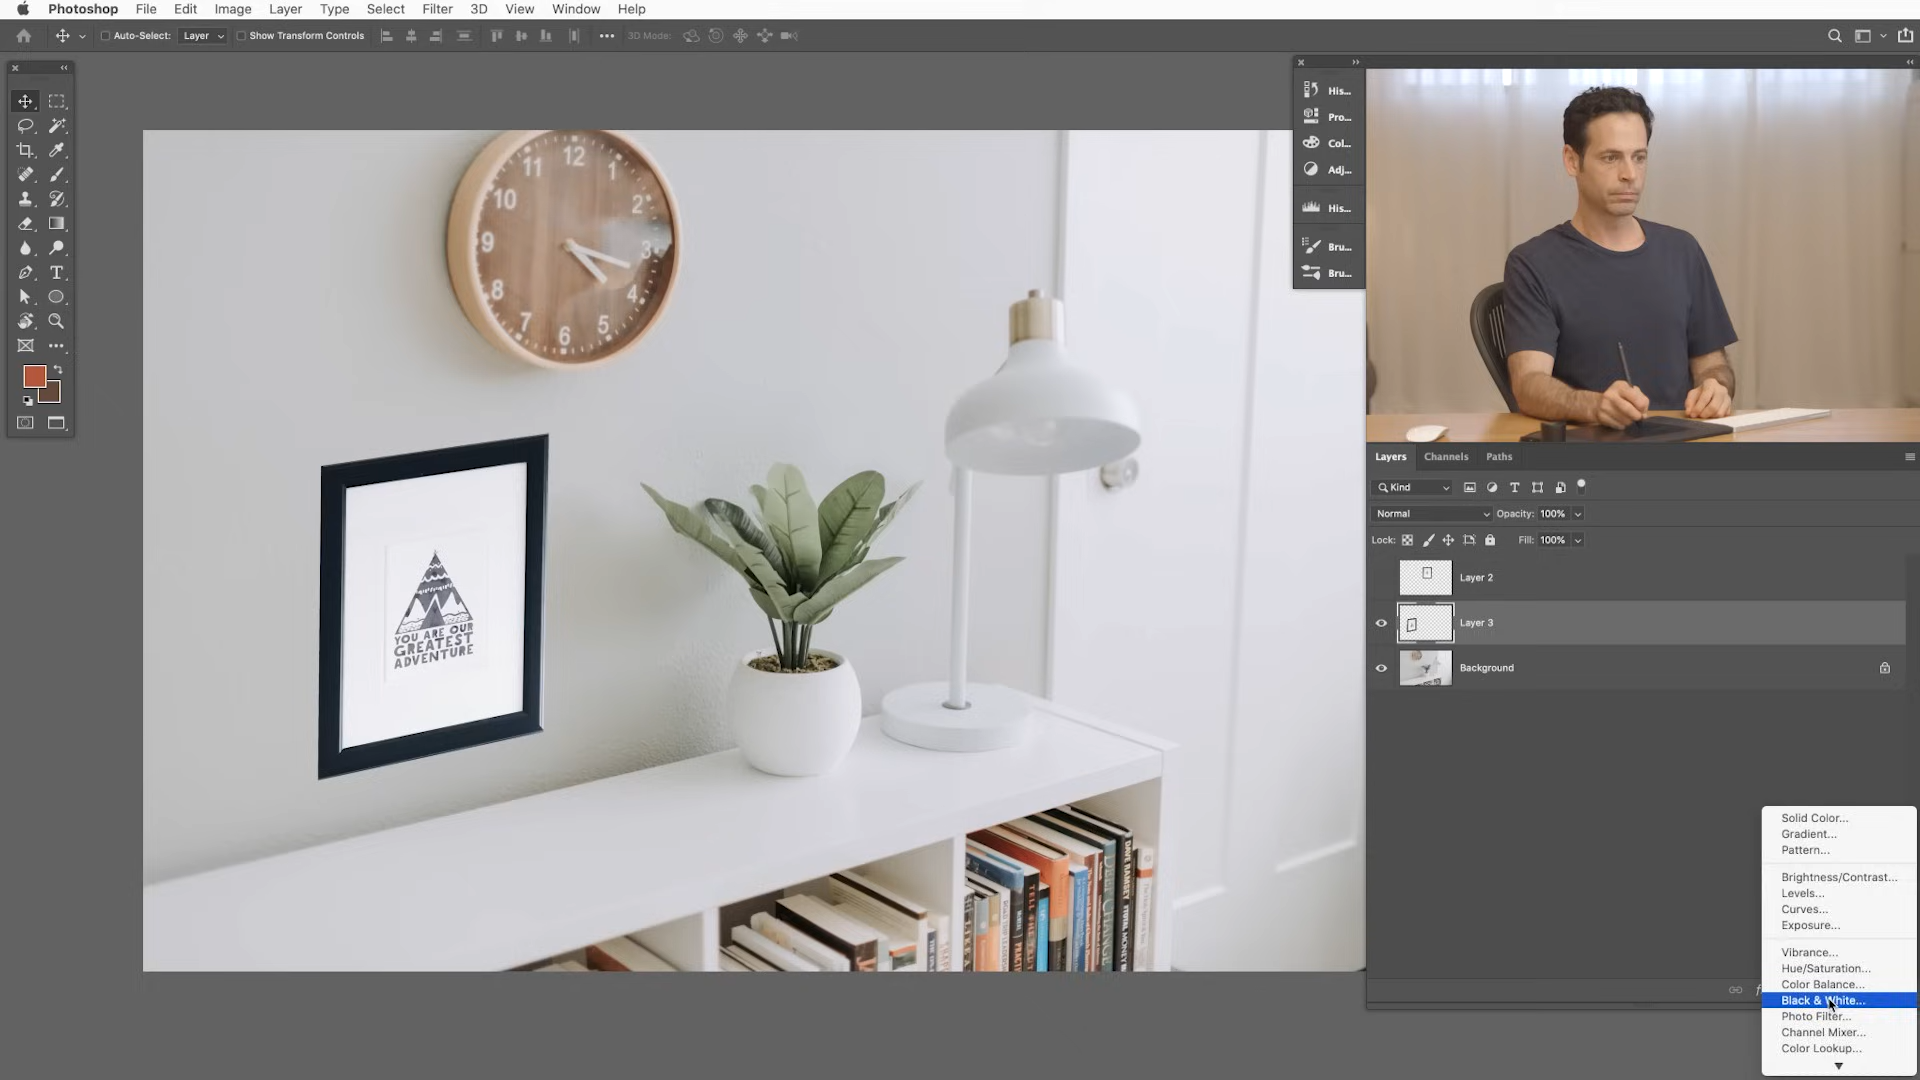 Photoshop File Edit Image Layer Type Select Filter 3D View Window Help
Auto-Select: Layer Show Transform Controls 3D Mode:
His...
Pro...
Col...
Adj...
His...
Bru...
Bru...
12
11 1
10 2
9 3
8 4
7 5
6
YOU ARE OUR
GREATEST
ADVENTURE
DAVE RAMSEY
DEEP CHANGE
Layers Channels Paths
Kind
Normal Opacity: 100%
Lock: Fill: 100%
Layer 2
Layer 3
Background
Solid Color...
Gradient...
Pattern...
Brightness/Contrast...
Levels...
Curves...
Exposure...
Vibrance...
Hue/Saturation...
Color Balance...
Black & White...
Photo Filter...
Channel Mixer...
Color Lookup...